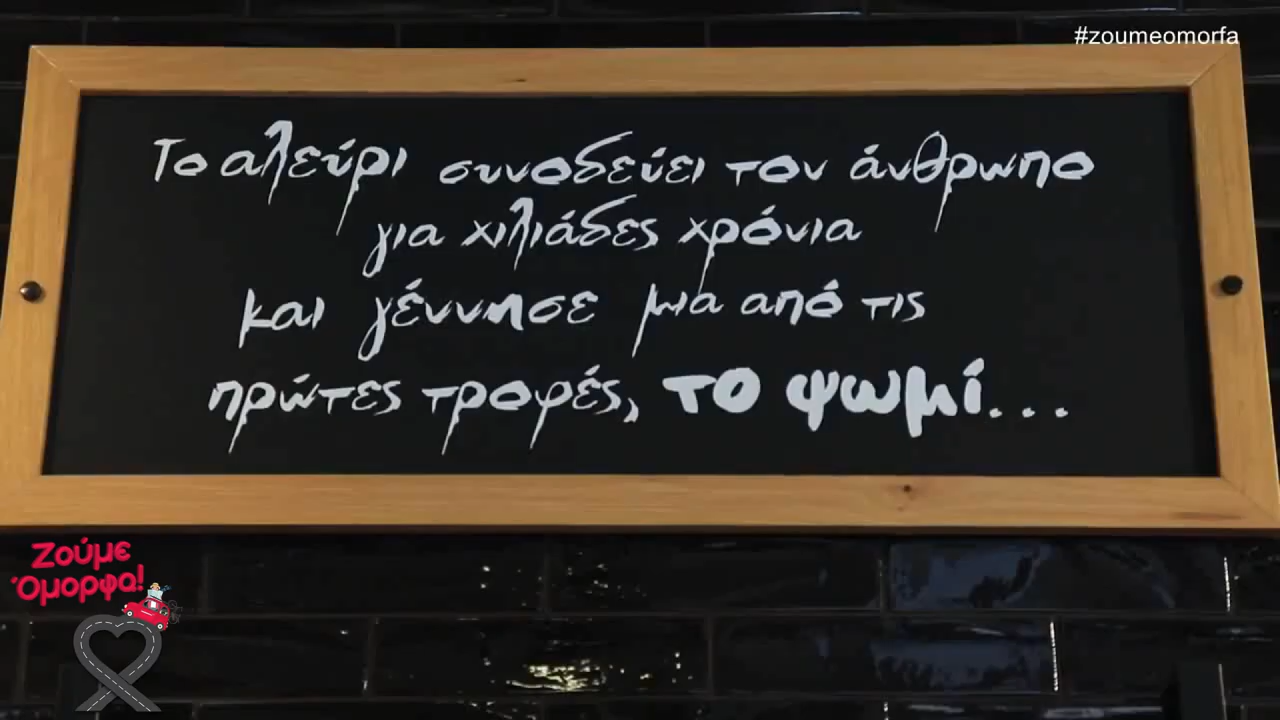 #zoumeomorfa
Το αλεύρι συνοδεύει τον άνθρωπο
για χιλιάδες χρόνια
και γέννησε μια από τις
πρώτες τροφές, το ψωμί...
Ζούμε
Όμορφα!